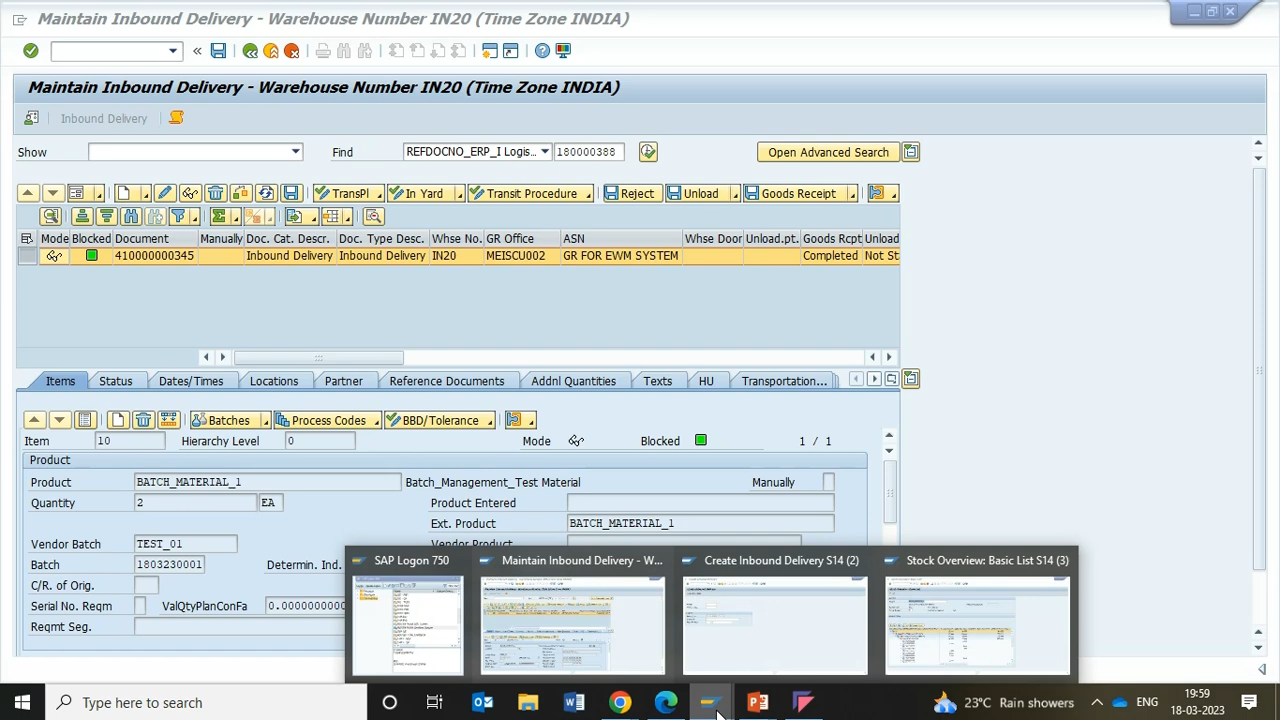 Maintain Inbound Delivery - Warehouse Number IN20 (Time Zone INDIA)
Maintain Inbound Delivery - Warehouse Number IN20 (Time Zone INDIA)
Inbound Delivery
Show Find REFDOCNO_ERP_I Logis... 180000388 Open Advanced Search
TransPl In Yard Transit Procedure Reject Unload Goods Receipt
Mode Blocked Document Manually Doc. Cat. Descr. Doc. Type Desc. Whse No. GR Office ASN Whse Door Unload.pt. Goods Rcpt Unload
410000000345 Inbound Delivery Inbound Delivery IN20 MEISCU002 GR FOR EWM SYSTEM Completed Not St
Items Status Dates/Times Locations Partner Reference Documents Addnl Quantities Texts HU Transportation...
Batches Process Codes BBD/Tolerance
Item 10 Hierarchy Level 0 Mode Blocked 1 / 1
Product
Product BATCH_MATERIAL_1 Batch_Management_Test Material Manually
Quantity 2 EA Product Entered
Ext. Product BATCH_MATERIAL_1
Vendor Batch TEST_01 Vendor Product
Batch 1803230001 Determin. Ind.
C/R. of Orig.
Serial No. Reqm ValQtyPlanConFa 0.0000000000
Reqmt Seg.
SAP Logon 750 Maintain Inbound Delivery - W... Create Inbound Delivery S14 (2) Stock Overview: Basic List S14 (3)
Type here to search 23°C Rain showers ENG 19:59
18-03-2023